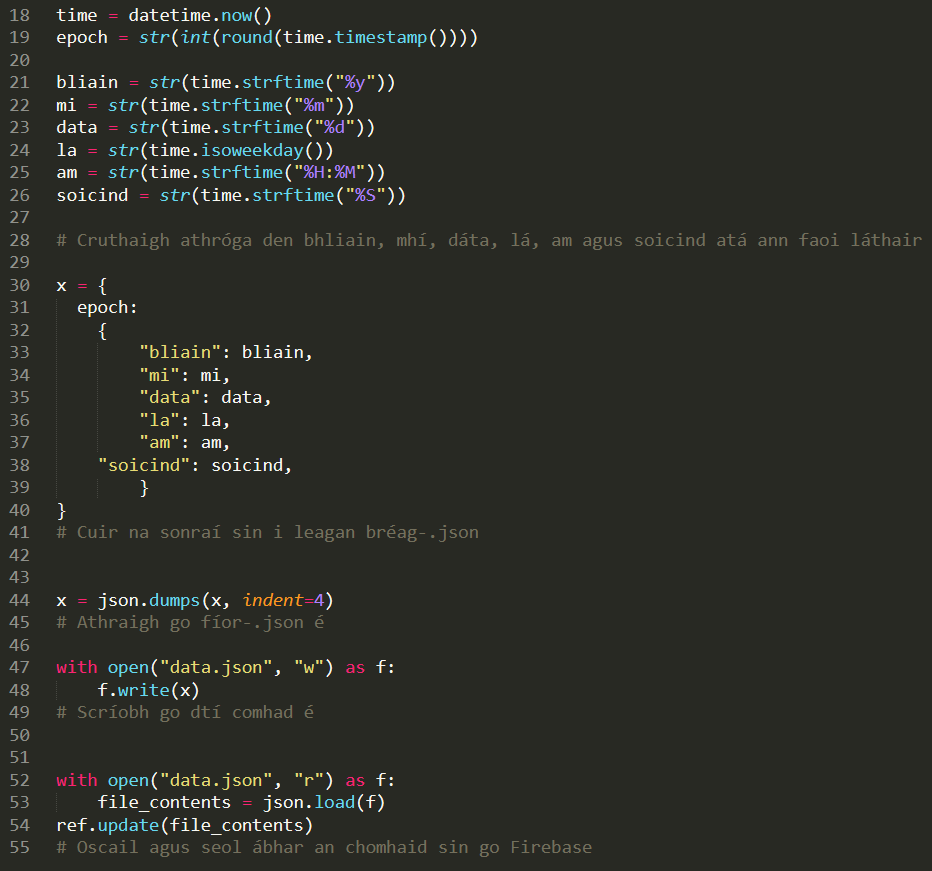 18 time = datetime.now()
19 epoch = str(int(round(time.timestamp())))
20
21 bliain = str(time.strftime("%y"))
22 mi = str(time.strftime("%m"))
23 data = str(time.strftime("%d"))
24 la = str(time.isoweekday())
25 am = str(time.strftime("%H:%M"))
26 soicind = str(time.strftime("%S"))
27
28 # Cruthaigh athróga den bhliain, mhí, dáta, lá, am agus soicind atá ann faoi láthair
29
30 x = {
31   epoch:
32     {
33         "bliain": bliain,
34         "mi": mi,
35         "data": data,
36         "la": la,
37         "am": am,
38     "soicind": soicind,
39         }
40 }
41 # Cuir na sonraí sin i leagan bréag-.json
42
43
44 x = json.dumps(x, indent=4)
45 # Athraigh go fíor-.json é
46
47 with open("data.json", "w") as f:
48     f.write(x)
49 # Scríobh go dtí comhad é
50
51
52 with open("data.json", "r") as f:
53     file_contents = json.load(f)
54 ref.update(file_contents)
55 # Oscail agus seol ábhar an chomhaid sin go Firebase